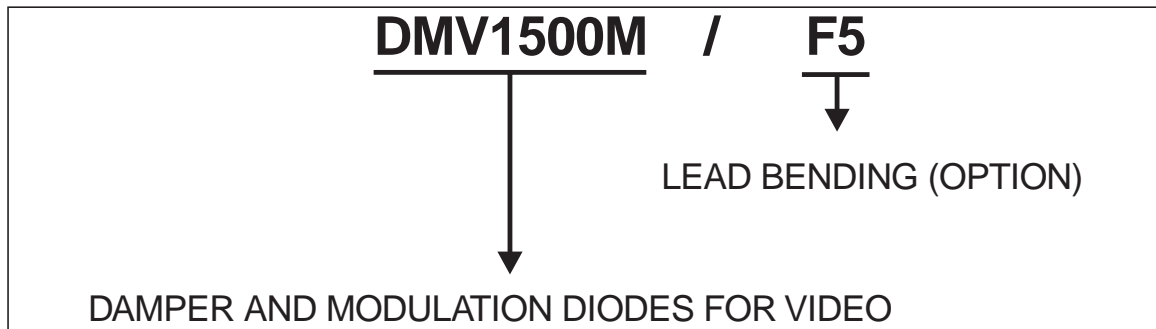 DMV1500M / F5
LEAD BENDING (OPTION)
DAMPER AND MODULATION DIODES FOR VIDEO